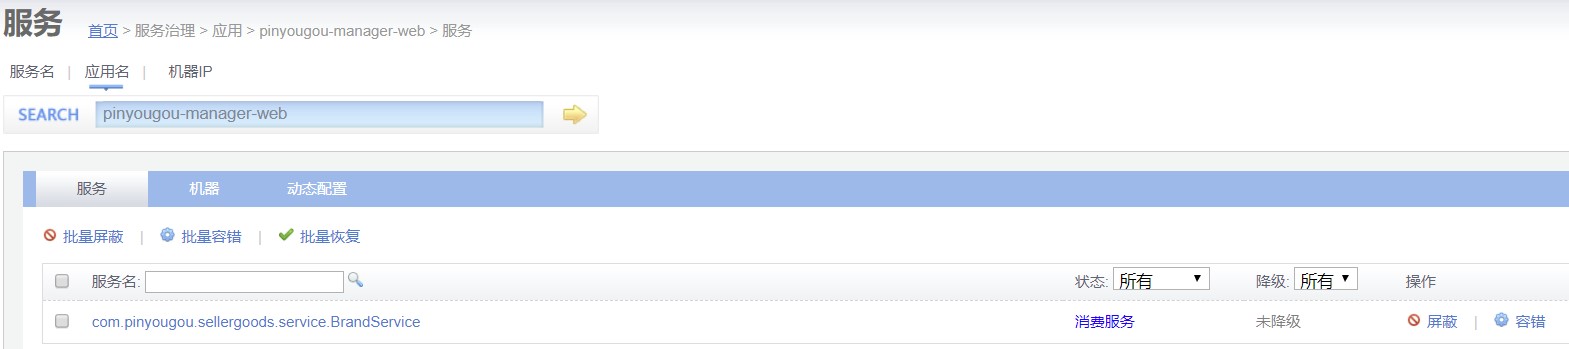 服务 首页 > 服务治理 > 应用 > pinyougou-manager-web > 服务
服务名 | 应用名 | 机器IP
SEARCH pinyougou-manager-web
服务 机器 动态配置
批量屏蔽 | 批量容错 | 批量恢复
服务名: 状态: 所有 降级: 所有 操作
com.pinyougou.sellergoods.service.BrandService 消费服务 未降级 屏蔽 | 容错